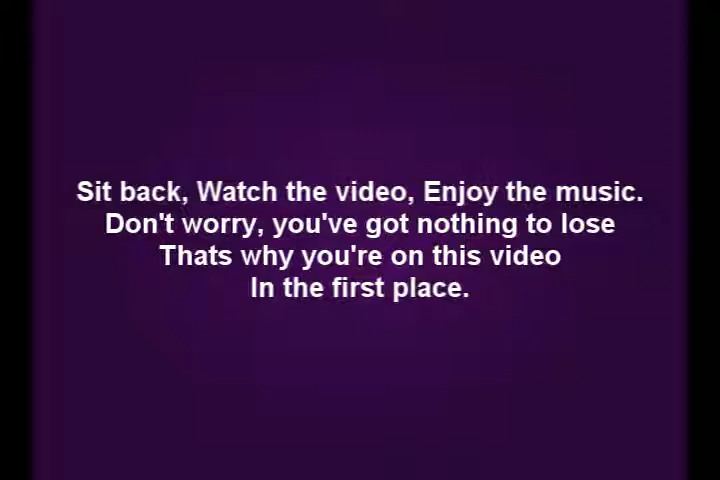 Sit back, Watch the video, Enjoy the music.
Don't worry, you've got nothing to lose
Thats why you're on this video
In the first place.